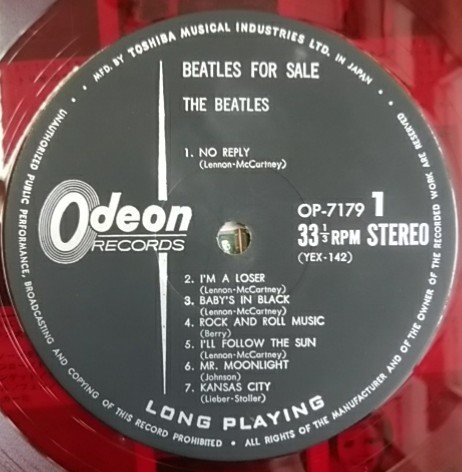 • • MFD. BY TOSHIBA MUSICAL INDUSTRIES LTD. IN JAPAN • •
BEATLES FOR SALE
THE BEATLES
1. NO REPLY
(Lennon-McCartney)
Odeon
RECORDS
OP-7179 1
33⅓ RPM STEREO
(YEX-142)
2. I'M A LOSER
(Lennon-McCartney)
3. BABY'S IN BLACK
(Lennon-McCartney)
4. ROCK AND ROLL MUSIC
(Berry)
5. I'LL FOLLOW THE SUN
(Lennon-McCartney)
6. MR. MOONLIGHT
(Johnson)
7. KANSAS CITY
(Lieber-Stoller)
LONG PLAYING
UNAUTHORIZED PUBLIC PERFORMANCE, BROADCASTING AND COPYING OF THIS RECORD PROHIBITED • ALL RIGHTS OF THE MANUFACTURER AND OF THE OWNER OF THE RECORDED WORK ARE RESERVED